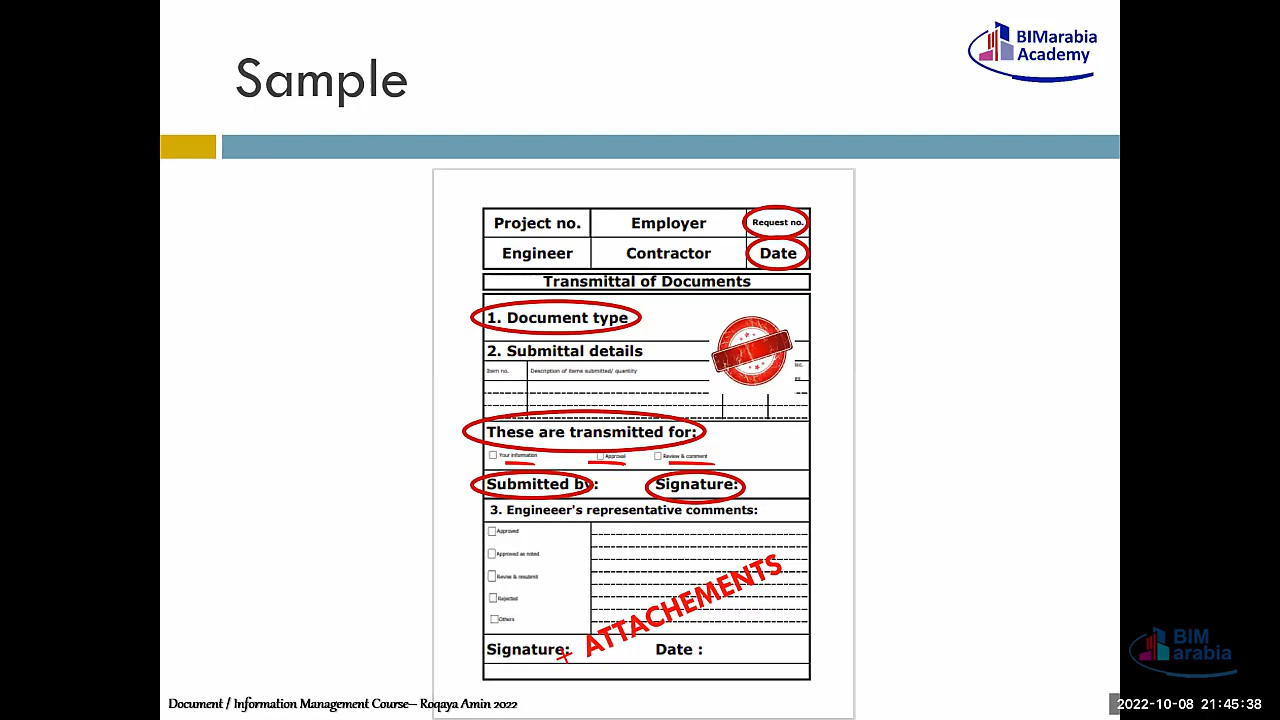 BIMarabia
Academy
Sample
Project no. Employer Request no.
Engineer Contractor Date
Transmittal of Documents
1. Document type
2. Submittal details
Item no. Description of items submitted/ quantity
These are transmitted for:
Your information Approval Review & comment
Submitted by: Signature:
3. Engineeer's representative comments:
Approved
Approved as noted
Revise & resubmit
Rejected
Others
+ ATTACHEMENTS
Signature: Date :
BIM
arabia
Document / Information Management Course– Roqaya Amin 2022
2022-10-08 21:45:38